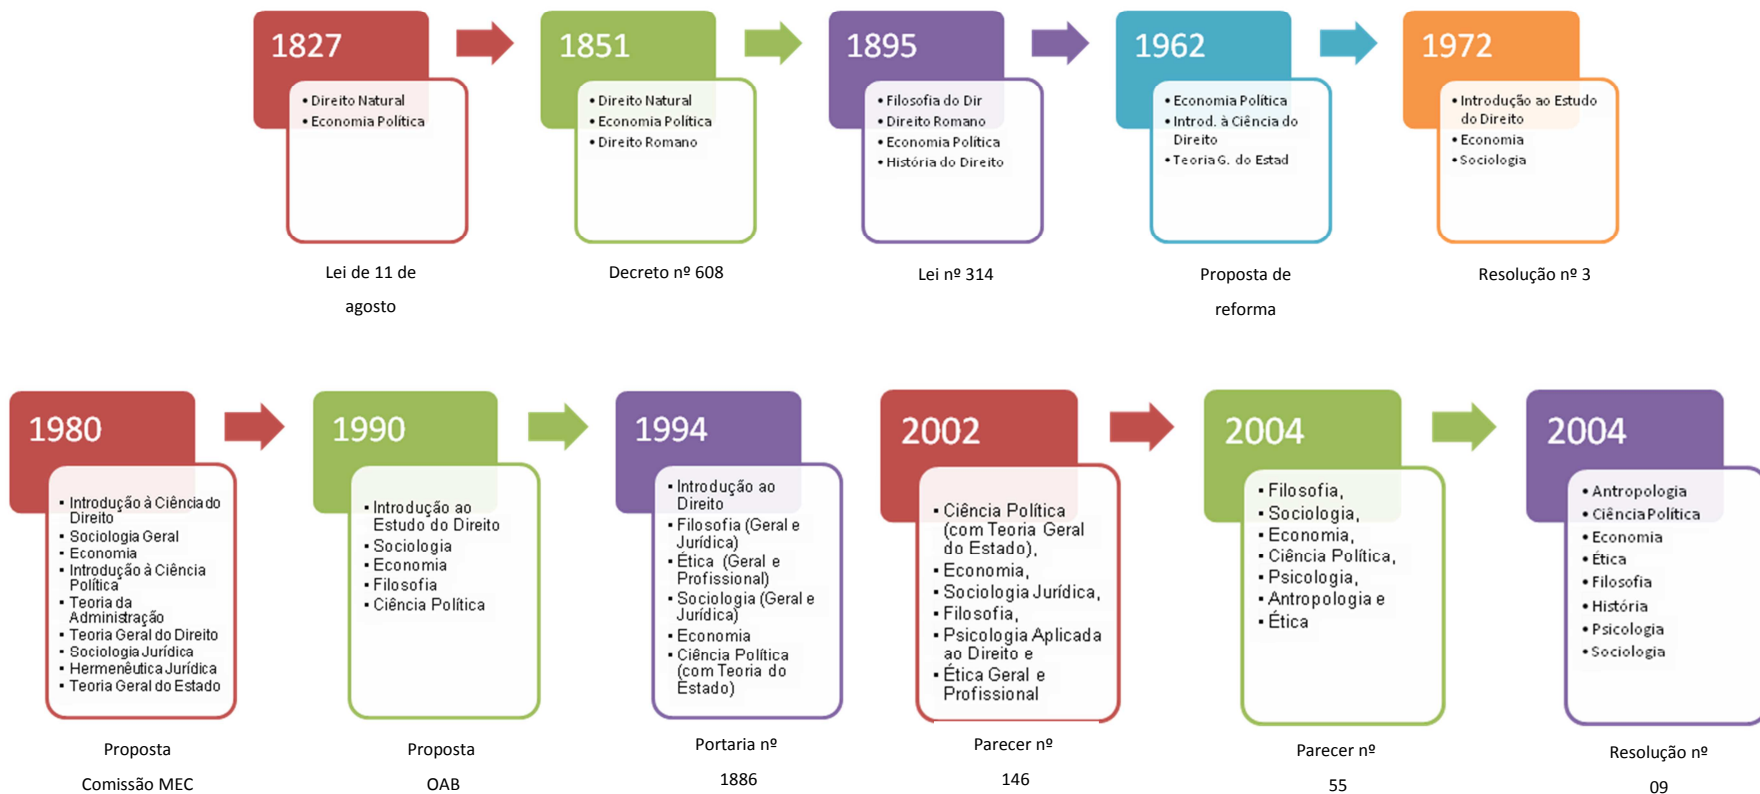 1827
• Direito Natural
• Economia Política
Lei de 11 de
agosto
1851
• Direito Natural
• Economia Política
• Direito Romano
Decreto nº 608
1895
• Filosofia do Dir
• Direito Romano
• Economia Política
• História do Direito
Lei nº 314
1962
• Economia Política
• Introd. à Ciência do
Direito
• Teoria G. do Estad
Proposta de
reforma
1972
• Introdução ao Estudo
do Direito
• Economia
• Sociologia
Resolução nº 3
1980
▪ Introdução à Ciência do
Direito
▪ Sociologia Geral
▪ Economia
▪ Introdução à Ciência
Política
▪ Teoria da
Administração
▪ Teoria Geral do Direito
▪ Sociologia Jurídica
▪ Hermenêutica Jurídica
▪ Teoria Geral do Estado
Proposta
Comissão MEC
1990
▪ Introdução ao
Estudo do Direito
▪ Sociologia
▪ Economia
▪ Filosofia
▪ Ciência Política
Proposta
OAB
1994
▪ Introdução ao
Direito
▪ Filosofia (Geral e
Jurídica)
▪ Ética (Geral e
Profissional)
▪ Sociologia (Geral e
Jurídica)
▪ Economia
▪ Ciência Política
(com Teoria do
Estado)
Portaria nº
1886
2002
▪ Ciência Política
(com Teoria Geral
do Estado),
▪ Economia,
▪ Sociologia Jurídica,
▪ Filosofia,
▪ Psicologia Aplicada
ao Direito e
▪ Ética Geral e
Profissional
Parecer nº
146
2004
▪ Filosofia,
▪ Sociologia,
▪ Economia,
▪ Ciência Política,
▪ Psicologia,
▪ Antropologia e
▪ Ética
Parecer nº
55
2004
• Antropologia
• Ciência Política
• Economia
• Ética
• Filosofia
• História
• Psicologia
• Sociologia
Resolução nº
09